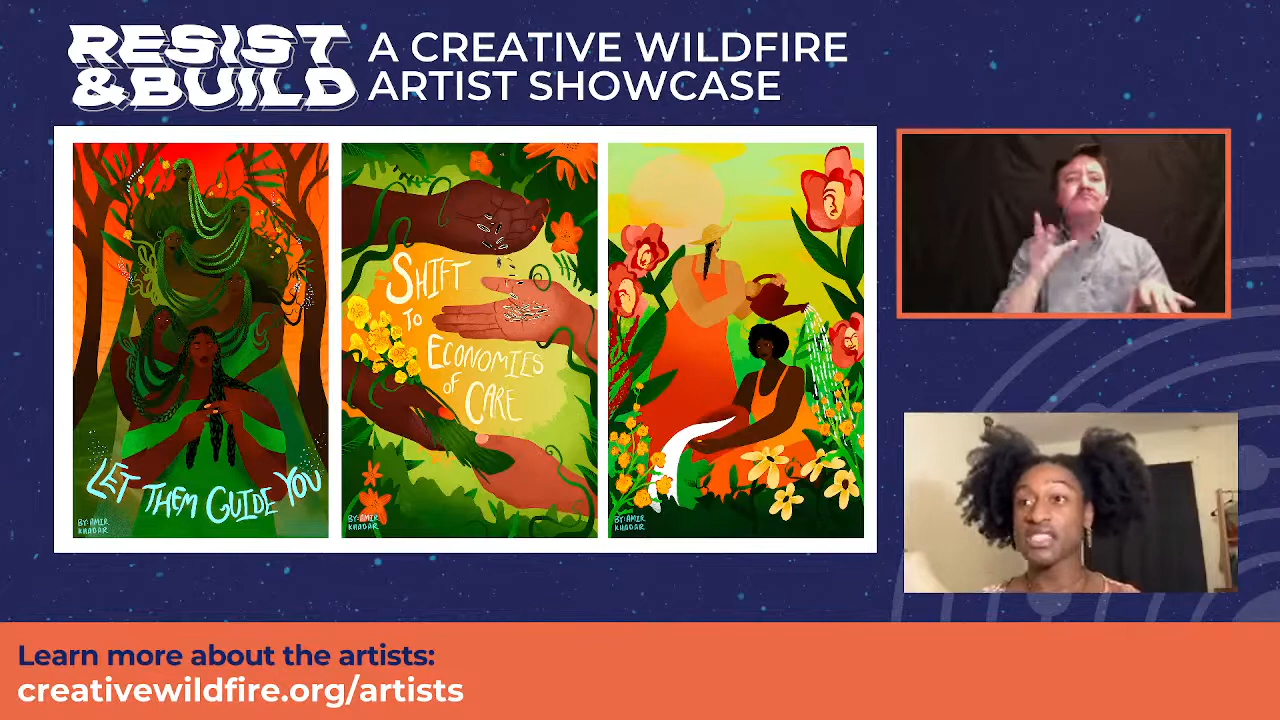 RESIST
&BUILD
A CREATIVE WILDFIRE
ARTIST SHOWCASE
LET THEM GUIDE YOU
BY: AMIR
KHADAR
SHIFT
TO
ECONOMIES
OF
CARE
BY: AMIR
KHADAR
BY: AMIR
KHADAR
Learn more about the artists:
creativewildfire.org/artists